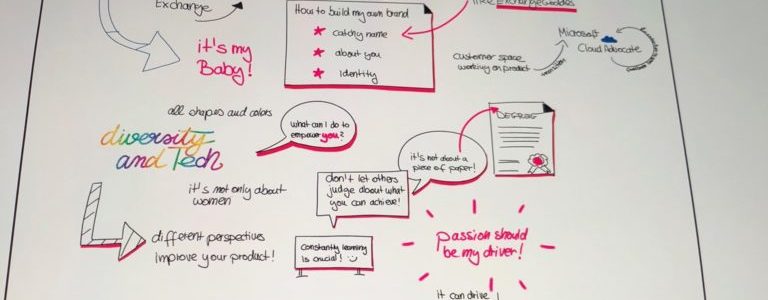 Exchange
it's my
Baby!
How to build my own brand
catchy name
about you
Identity
like ExchangeGoddess
customer space
working on product
Microsoft
Cloud Advocate
all shapes and colors
diversity
and Tech
it's not only about
women
different perspectives
improve your product!
what can I do to
empower you?
don't let others
judge about what
you can achieve!
it's not about a
piece of paper!
DEGREE
Constantly learning
is crucial!
Passion should
be my driver!
it can drive